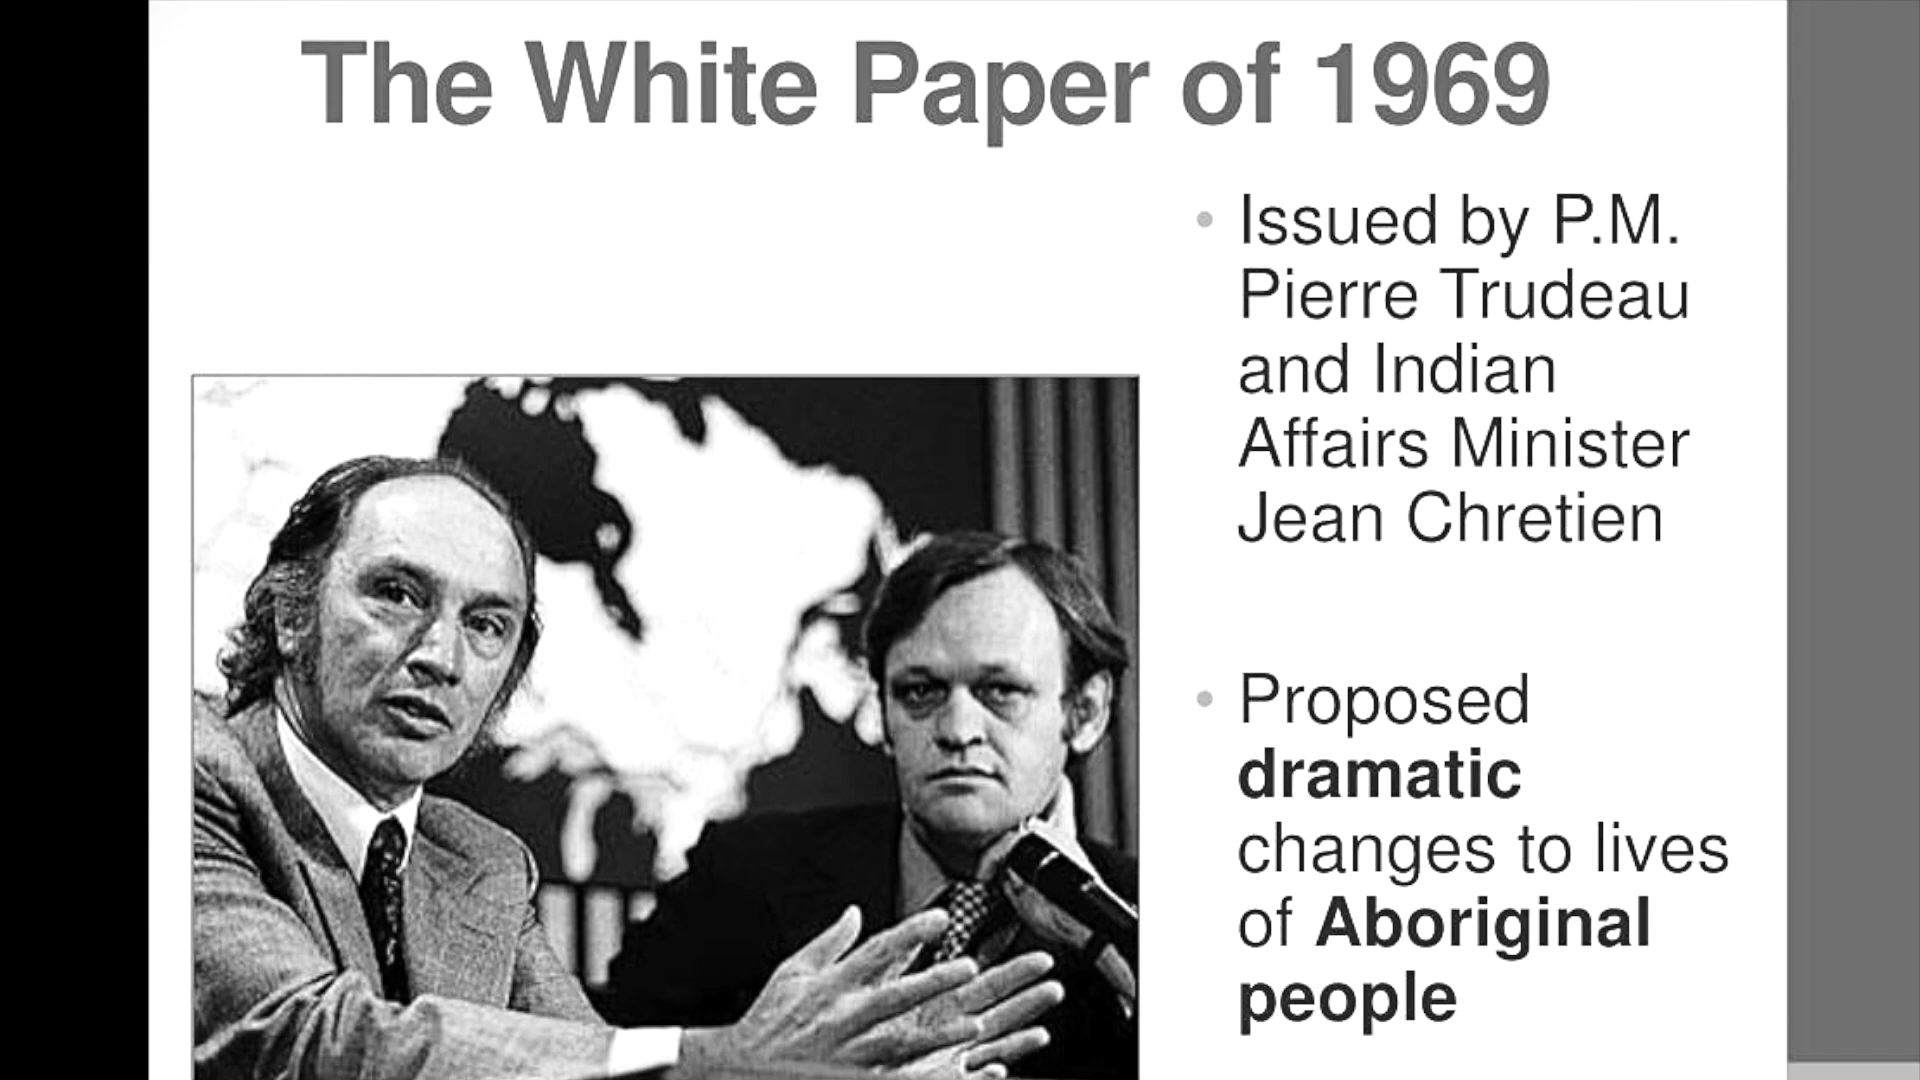 The White Paper of 1969
• Issued by P.M.
Pierre Trudeau
and Indian
Affairs Minister
Jean Chretien
• Proposed
dramatic
changes to lives
of Aboriginal
people